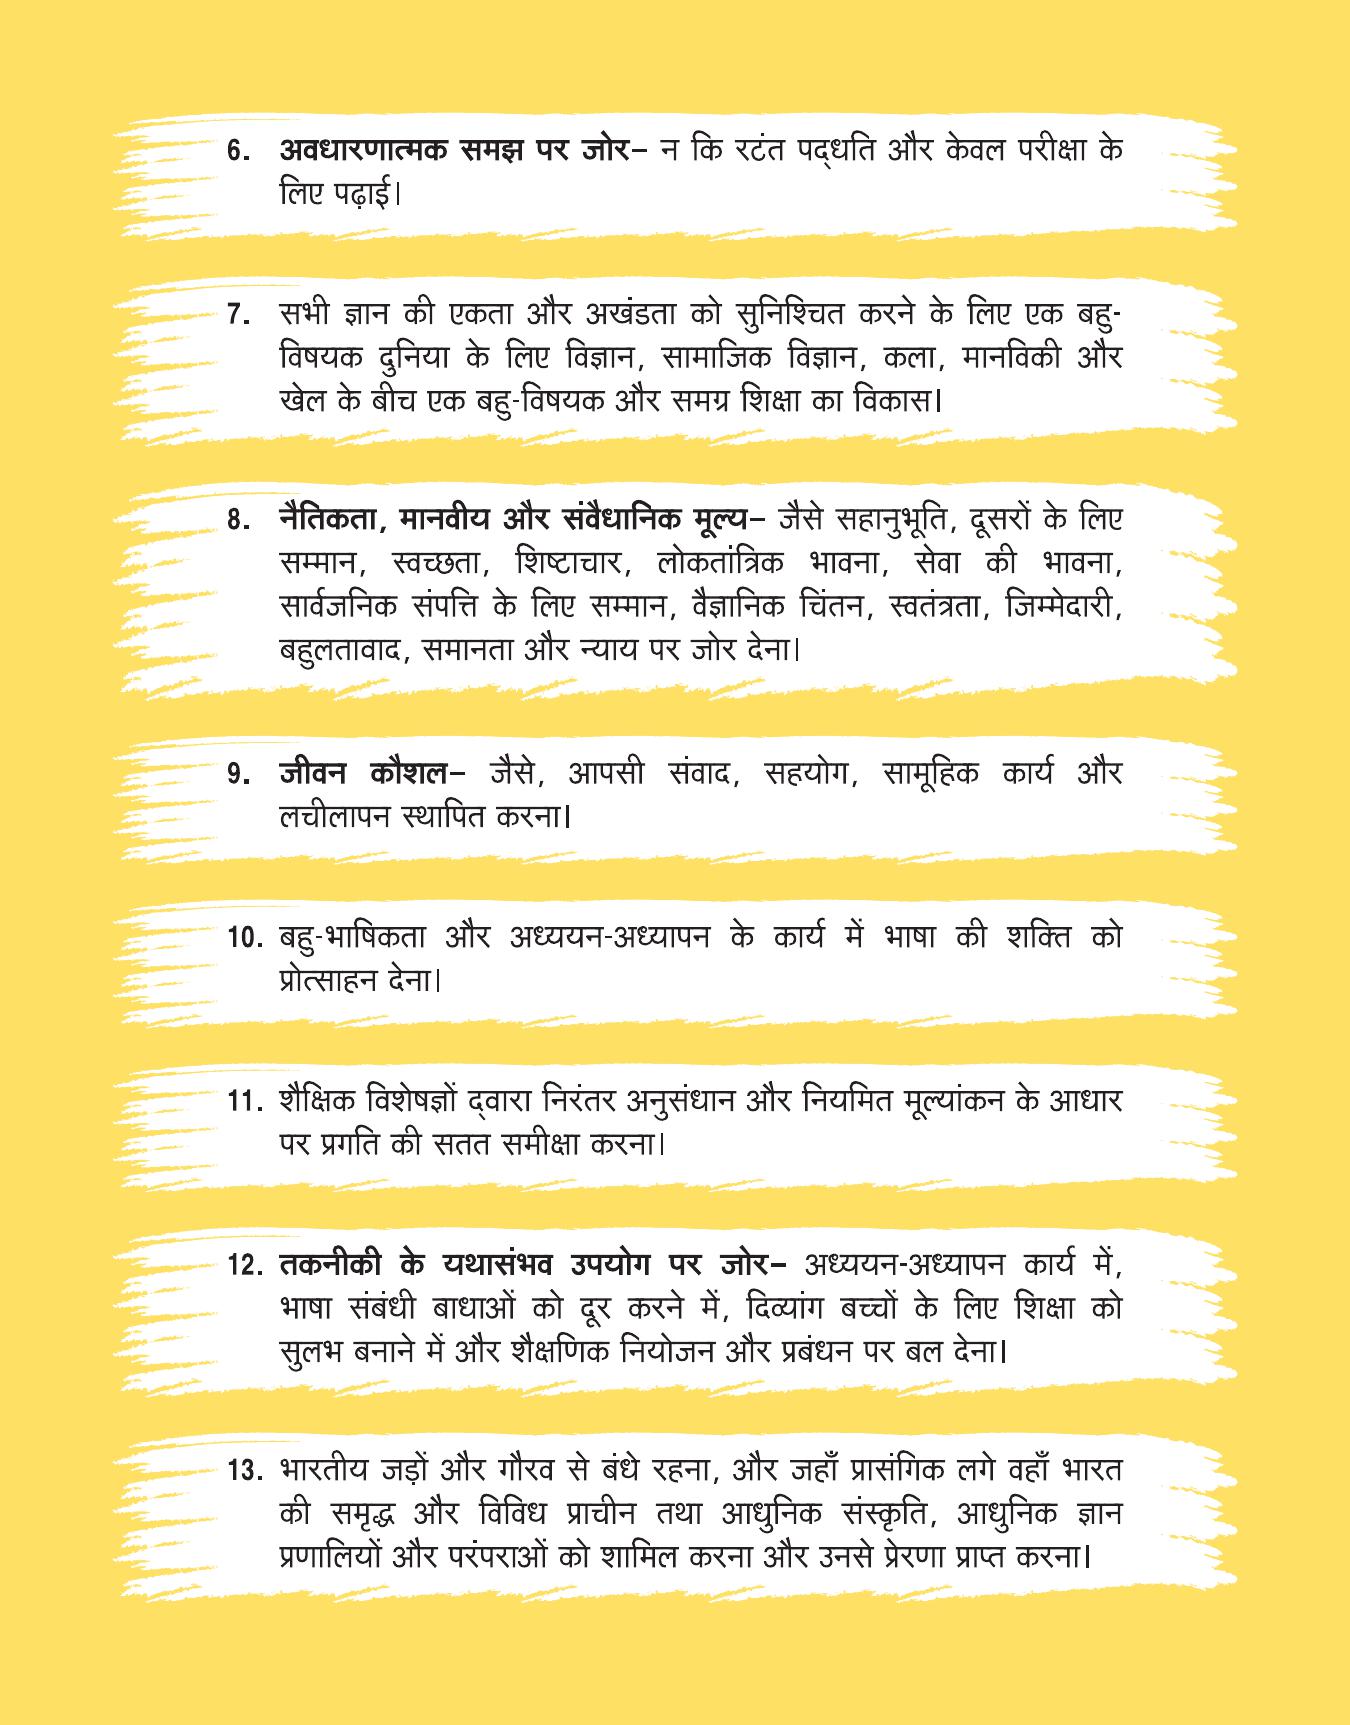 6. अवधारणात्मक समझ पर जोर– न कि रटंत पद्धति और केवल परीक्षा के
लिए पढ़ाई।
7. सभी ज्ञान की एकता और अखंडता को सुनिश्चित करने के लिए एक बहु-
विषयक दुनिया के लिए विज्ञान, सामाजिक विज्ञान, कला, मानविकी और
खेल के बीच एक बहु-विषयक और समग्र शिक्षा का विकास।
8. नैतिकता, मानवीय और संवैधानिक मूल्य– जैसे सहानुभूति, दूसरों के लिए
सम्मान, स्वच्छता, शिष्टाचार, लोकतांत्रिक भावना, सेवा की भावना,
सार्वजनिक संपत्ति के लिए सम्मान, वैज्ञानिक चिंतन, स्वतंत्रता, जिम्मेदारी,
बहुलतावाद, समानता और न्याय पर जोर देना।
9. जीवन कौशल– जैसे, आपसी संवाद, सहयोग, सामूहिक कार्य और
लचीलापन स्थापित करना।
10. बहु-भाषिकता और अध्ययन-अध्यापन के कार्य में भाषा की शक्ति को
प्रोत्साहन देना।
11. शैक्षिक विशेषज्ञों द्वारा निरंतर अनुसंधान और नियमित मूल्यांकन के आधार
पर प्रगति की सतत समीक्षा करना।
12. तकनीकी के यथासंभव उपयोग पर जोर– अध्ययन-अध्यापन कार्य में,
भाषा संबंधी बाधाओं को दूर करने में, दिव्यांग बच्चों के लिए शिक्षा को
सुलभ बनाने में और शैक्षणिक नियोजन और प्रबंधन पर बल देना।
13. भारतीय जड़ों और गौरव से बंधे रहना, और जहाँ प्रासंगिक लगे वहाँ भारत
की समृद्ध और विविध प्राचीन तथा आधुनिक संस्कृति, आधुनिक ज्ञान
प्रणालियों और परंपराओं को शामिल करना और उनसे प्रेरणा प्राप्त करना।